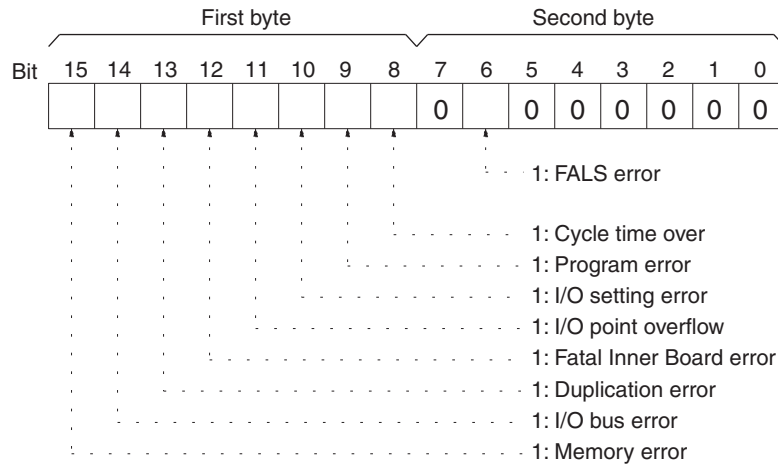 First byte Second byte
Bit 15 14 13 12 11 10 9 8 7 6 5 4 3 2 1 0
0 0 0 0 0 0 0
1: FALS error
1: Cycle time over
1: Program error
1: I/O setting error
1: I/O point overflow
1: Fatal Inner Board error
1: Duplication error
1: I/O bus error
1: Memory error